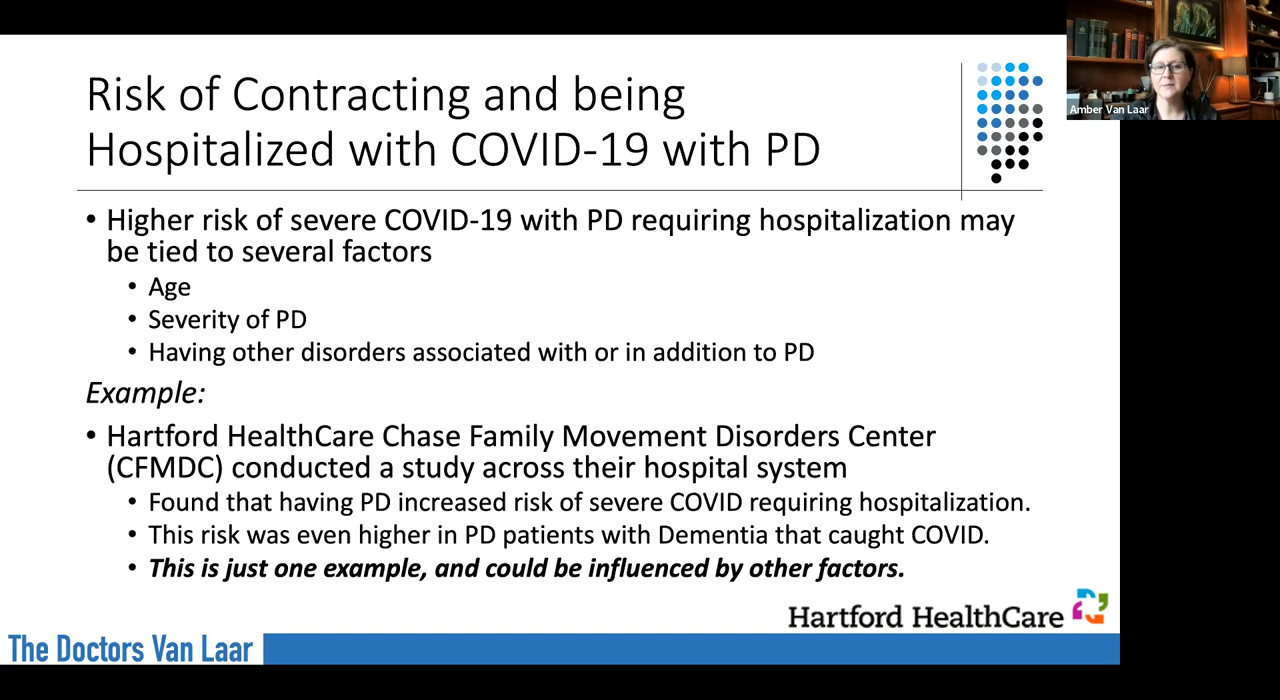 Risk of Contracting and being
Hospitalized with COVID-19 with PD
Amber Van Laar
• Higher risk of severe COVID-19 with PD requiring hospitalization may
be tied to several factors
• Age
• Severity of PD
• Having other disorders associated with or in addition to PD
Example:
• Hartford HealthCare Chase Family Movement Disorders Center
(CFMDC) conducted a study across their hospital system
• Found that having PD increased risk of severe COVID requiring hospitalization.
• This risk was even higher in PD patients with Dementia that caught COVID.
• This is just one example, and could be influenced by other factors.
Hartford HealthCare
The Doctors Van Laar